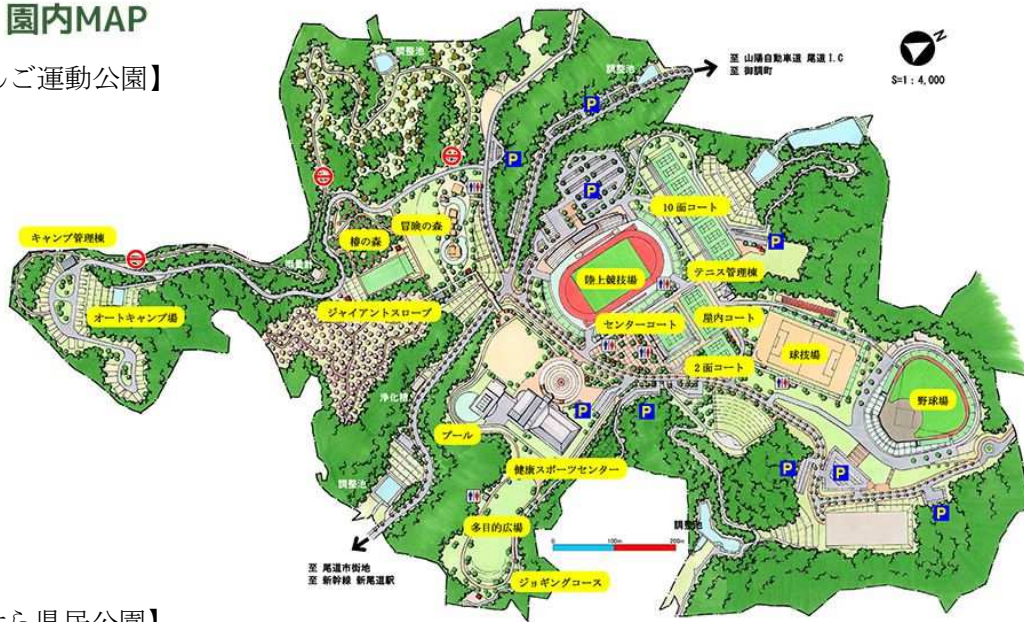 園内MAP
んご運動公園】
調整池
調整池
至 山陽自動車道 尾道 I.C
至 御調町
N
S=1:4,000
P
P
P
10面コート
キャンプ管理棟
椿の森
冒険の森
P
陸上競技場
テニス管理棟
オートキャンプ場
ジャイアントスロープ
センターコート
屋内コート
球技場
2面コート
野球場
浄化槽
プール
P
P
健康スポーツセンター
P
P
調整池
P
多目的広場
調整池
0 100m 200m
至 尾道市街地
至 新幹線 新尾道駅
ジョギングコース
ら県民公園】